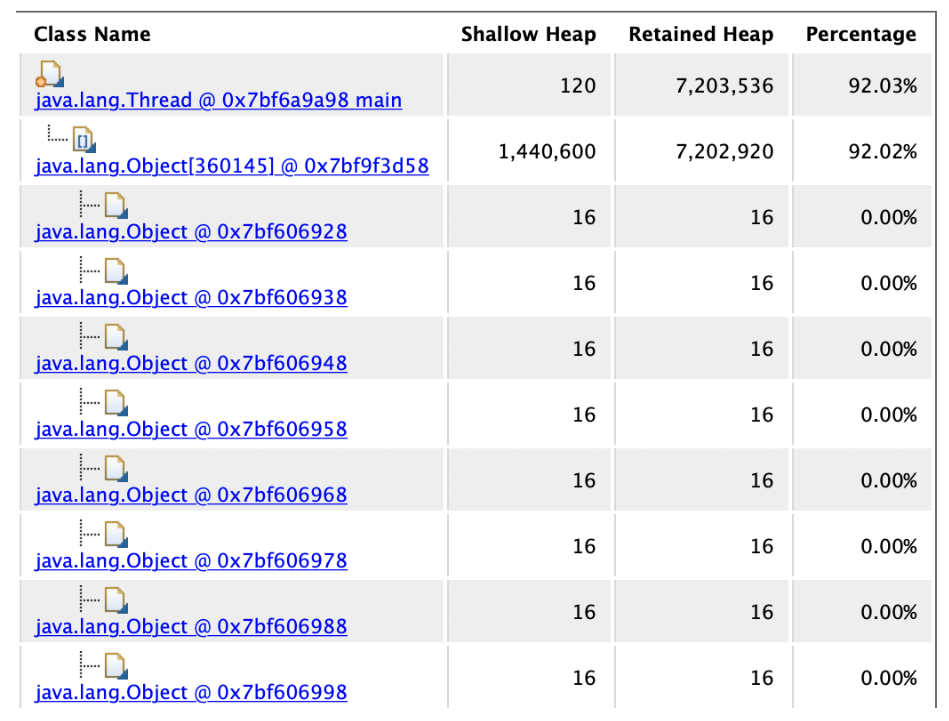 Class Name Shallow Heap Retained Heap Percentage
java.lang.Thread @ 0x7bf6a9a98 main 120 7,203,536 92.03%
[]
java.lang.Object[360145] @ 0x7bf9f3d58 1,440,600 7,202,920 92.02%
java.lang.Object @ 0x7bf606928 16 16 0.00%
java.lang.Object @ 0x7bf606938 16 16 0.00%
java.lang.Object @ 0x7bf606948 16 16 0.00%
java.lang.Object @ 0x7bf606958 16 16 0.00%
java.lang.Object @ 0x7bf606968 16 16 0.00%
java.lang.Object @ 0x7bf606978 16 16 0.00%
java.lang.Object @ 0x7bf606988 16 16 0.00%
java.lang.Object @ 0x7bf606998 16 16 0.00%